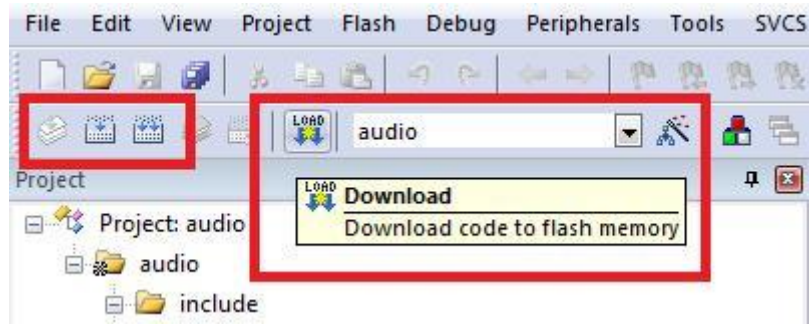 File Edit View Project Flash Debug Peripherals Tools SVCS
LOAD audio
Project
LOAD Download
Download code to flash memory
Project: audio
audio
include